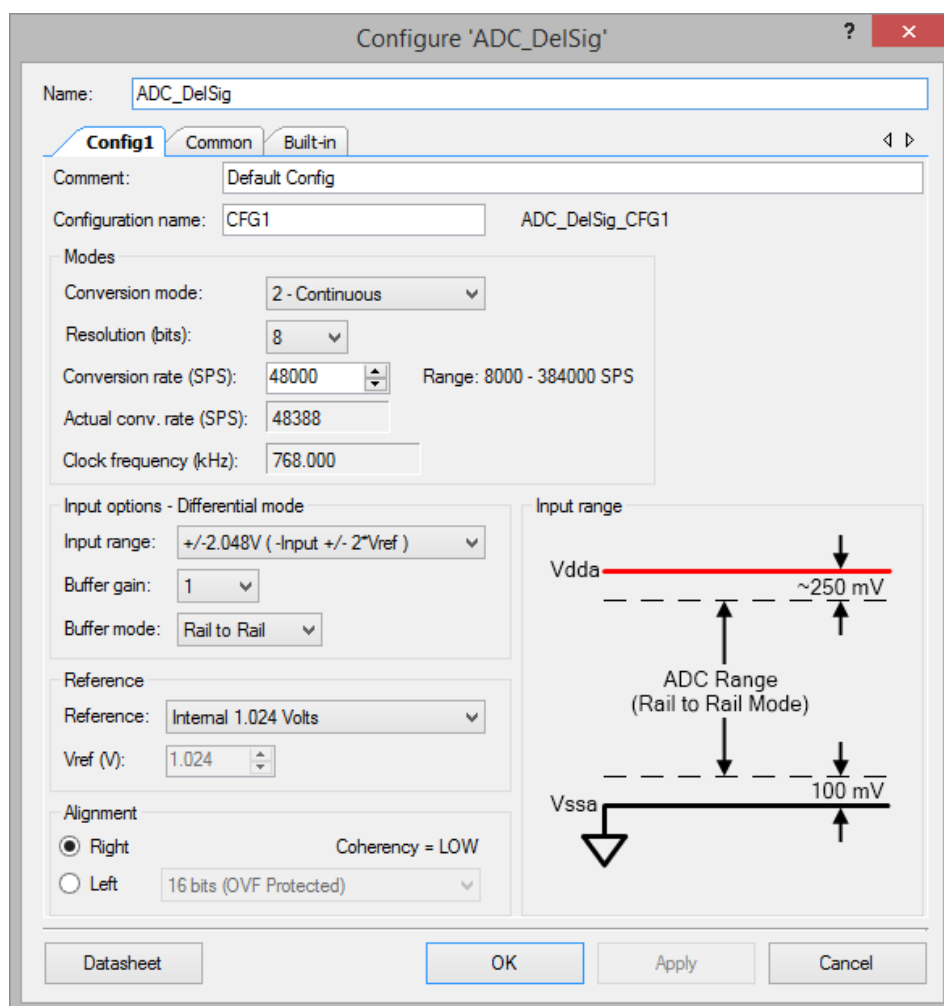 Configure 'ADC_DelSig'
?
Name: ADC_DelSig
Config1 Common Built-in
Comment: Default Config
Configuration name: CFG1 ADC_DelSig_CFG1
Modes
Conversion mode: 2 - Continuous
Resolution (bits): 8
Conversion rate (SPS): 48000 Range: 8000 - 384000 SPS
Actual conv. rate (SPS): 48388
Clock frequency (kHz): 768.000
Input options - Differential mode
Input range: +/-2.048V ( -Input +/- 2*Vref )
Buffer gain: 1
Buffer mode: Rail to Rail
Reference
Reference: Internal 1.024 Volts
Vref (V): 1.024
Alignment
Right Coherency = LOW
Left 16 bits (OVF Protected)
Input range
Vdda
~250 mV
ADC Range
(Rail to Rail Mode)
100 mV
Vssa
Datasheet OK Apply Cancel